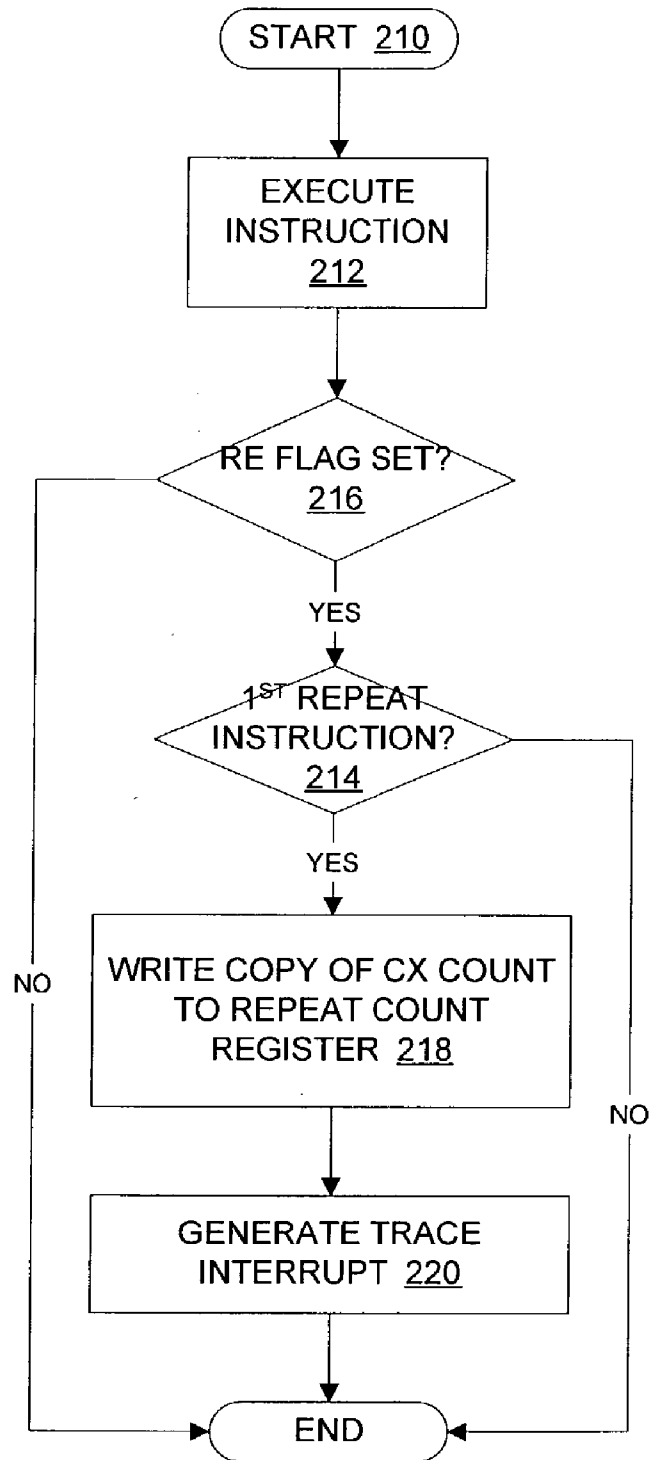 START 210
EXECUTE
INSTRUCTION
212
RE FLAG SET?
216
YES
1ST REPEAT
INSTRUCTION?
214
YES
WRITE COPY OF CX COUNT
TO REPEAT COUNT
REGISTER 218
NO
NO
GENERATE TRACE
INTERRUPT 220
END